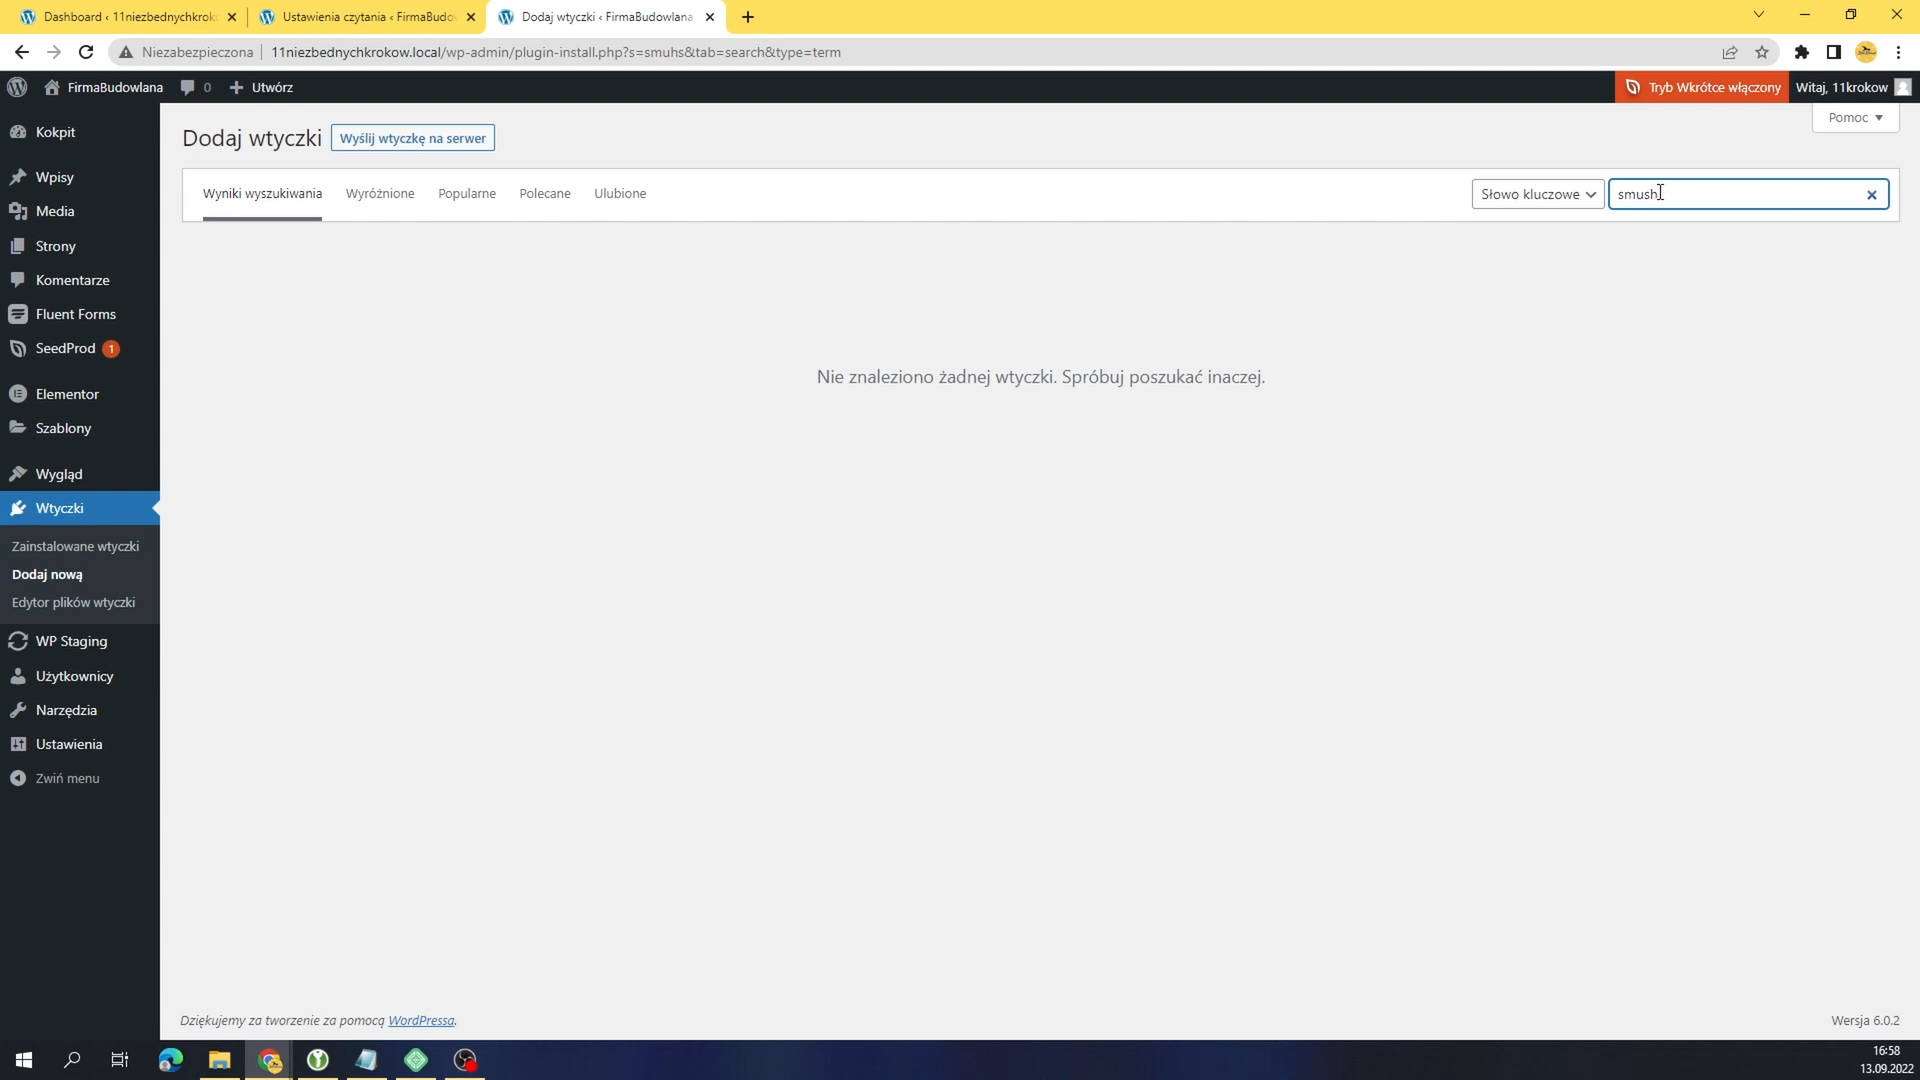 Dashboard ‹ 11niezbednychkrok
Ustawienia czytania ‹ FirmaBudo
Dodaj wtyczki ‹ FirmaBudowlana
Niezabezpieczona
11niezbednychkrokow.local/wp-admin/plugin-install.php?s=smuhs&tab=search&type=term
FirmaBudowlana
0
Utwórz
Tryb Wkrótce włączony
Witaj, 11krokow
Kokpit
Wpisy
Media
Strony
Komentarze
Fluent Forms
SeedProd 1
Elementor
Szablony
Wygląd
Wtyczki
Zainstalowane wtyczki
Dodaj nową
Edytor plików wtyczki
WP Staging
Użytkownicy
Narzędzia
Ustawienia
Zwiń menu
Dodaj wtyczki
Wyślij wtyczkę na serwer
Pomoc
Wyniki wyszukiwania
Wyróżnione
Popularne
Polecane
Ulubione
Słowo kluczowe
smush
Nie znaleziono żadnej wtyczki. Spróbuj poszukać inaczej.
Dziękujemy za tworzenie za pomocą WordPressa.
Wersja 6.0.2
16:58
13.09.2022